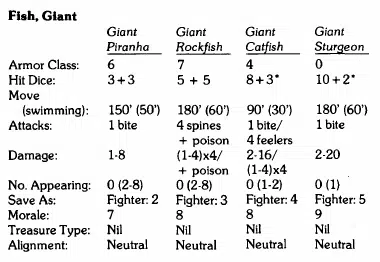 Fish, Giant
Giant Giant Giant Giant
Piranha Rockfish Catfish Sturgeon
Armor Class: 6 7 4 0
Hit Dice: 3+3 5 + 5 8+3* 10+2*
Move
(swimming): 150' (50') 180' (60') 90' (30') 180' (60')
Attacks: 1 bite 4 spines 1 bite/ 1 bite
+ poison 4 feelers
Damage: 1-8 (1-4)x4/ 2-16/ 2-20
+ poison (1-4)x4
No. Appearing: 0 (2-8) 0 (2-8) 0 (1-2) 0 (1)
Save As: Fighter: 2 Fighter: 3 Fighter: 4 Fighter: 5
Morale: 7 8 8 9
Treasure Type: Nil Nil Nil Nil
Alignment: Neutral Neutral Neutral Neutral